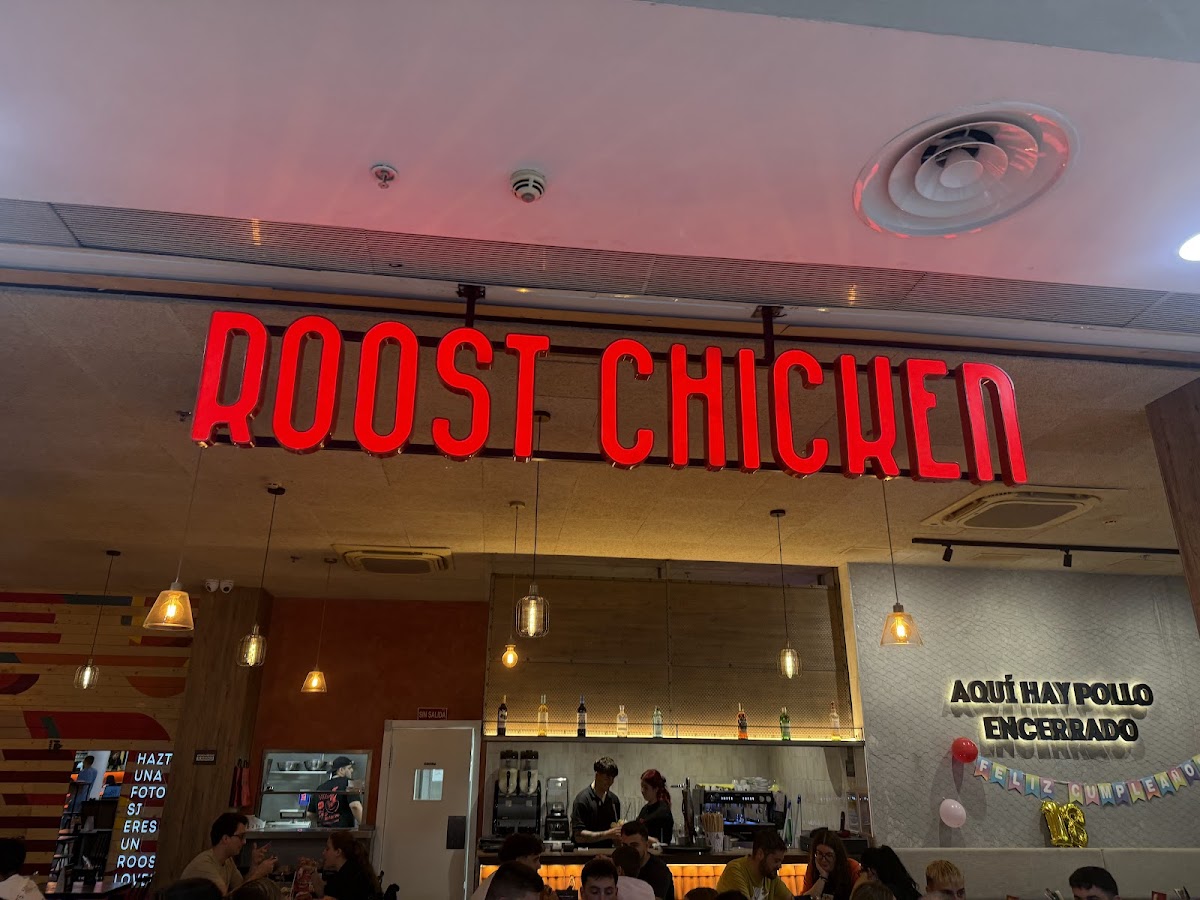 ROOST CHICKEN
AQUÍ HAY POLLO
ENCERRADO
FELIZ CUMPLEAÑOS
18
SIN SALIDA
HAZT
UNA
FOTO
SI
ERES
UN
ROOS
LOVE